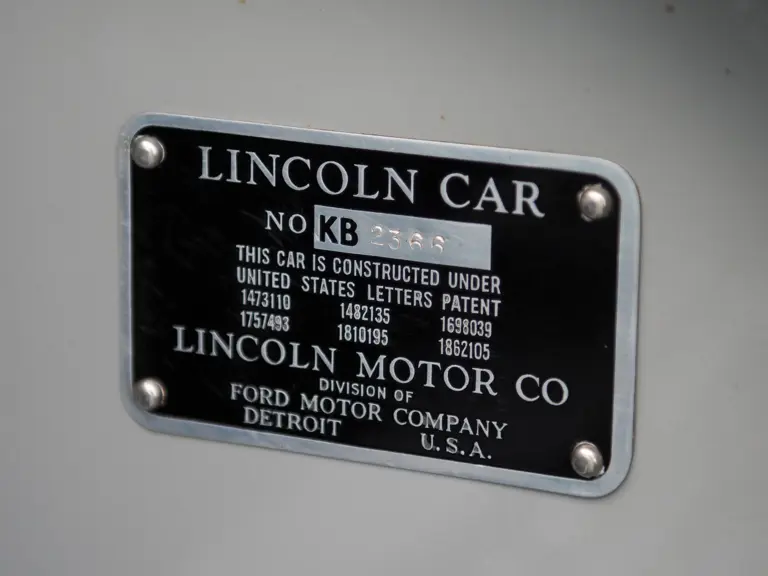 LINCOLN CAR
NO KB 2366
THIS CAR IS CONSTRUCTED UNDER
UNITED STATES LETTERS PATENT
1473110 1482135 1698039
1757493 1810195 1862105
LINCOLN MOTOR CO
DIVISION OF
FORD MOTOR COMPANY
DETROIT U.S.A.